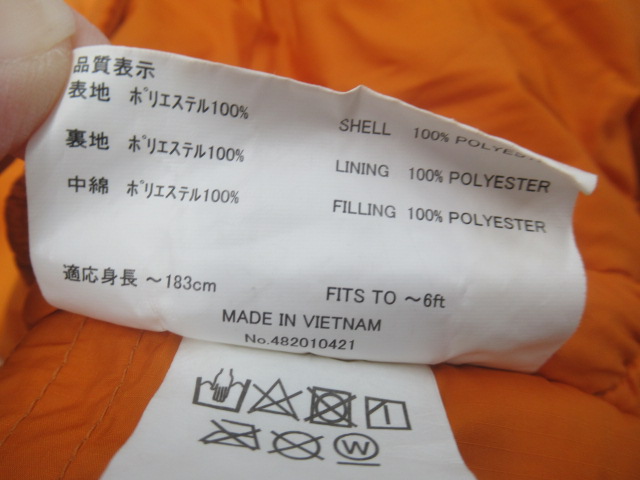 品質表示
表地 ポリエステル100%
裏地 ポリエステル100%
中綿 ポリエステル100%
適応身長 ～183cm
SHELL 100% POLYESTER
LINING 100% POLYESTER
FILLING 100% POLYESTER
FITS TO ～6ft
MADE IN VIETNAM
No.482010421
W